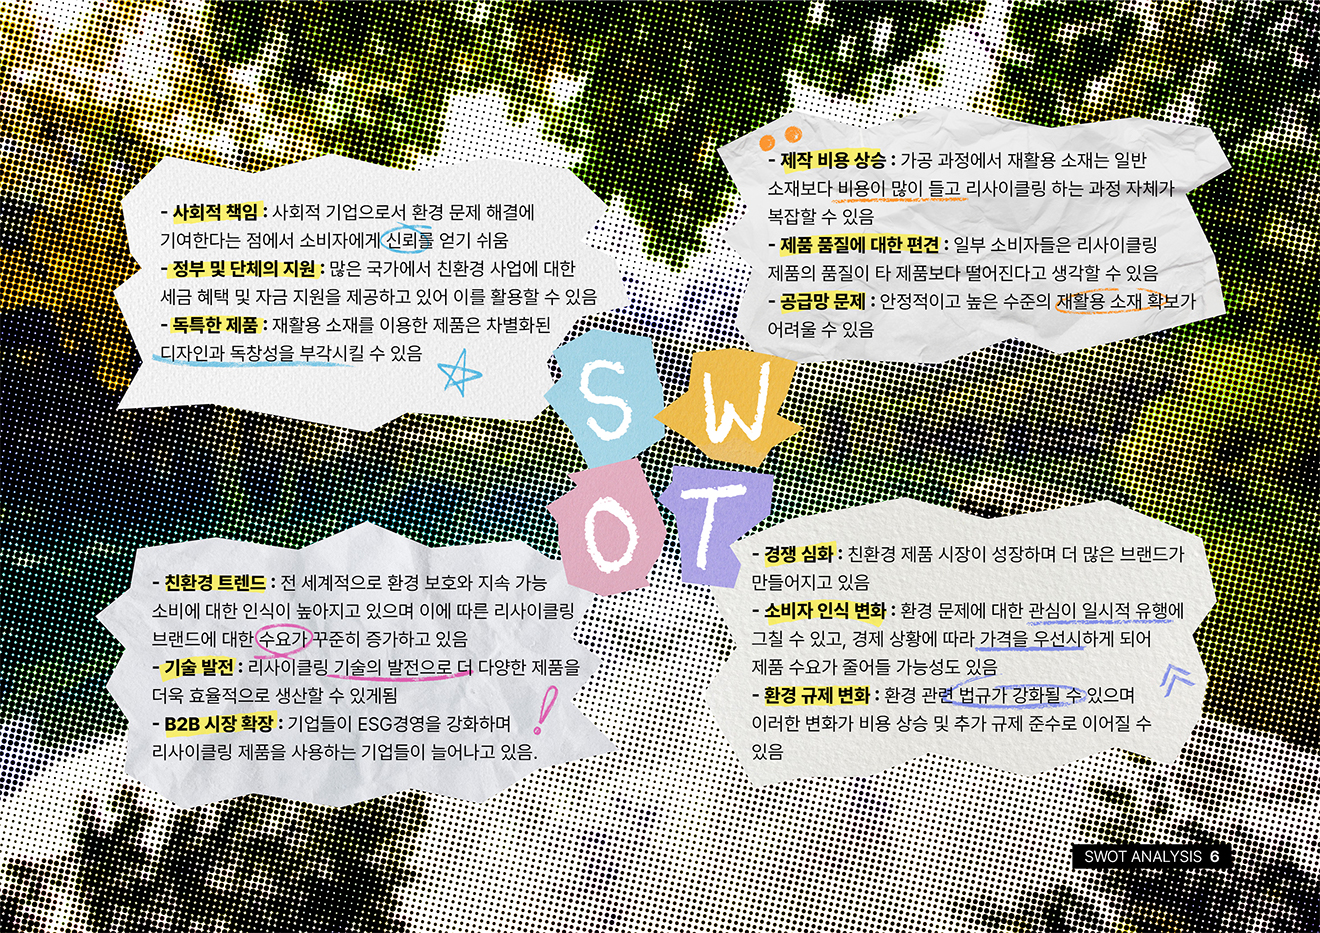 - 사회적 책임 : 사회적 기업으로서 환경 문제 해결에
기여한다는 점에서 소비자에게 신뢰를 얻기 쉬움
- 정부 및 단체의 지원 : 많은 국가에서 친환경 사업에 대한
세금 혜택 및 자금 지원을 제공하고 있어 이를 활용할 수 있음
- 독특한 제품 : 재활용 소재를 이용한 제품은 차별화된
디자인과 독창성을 부각시킬 수 있음
- 제작 비용 상승 : 가공 과정에서 재활용 소재는 일반
소재보다 비용이 많이 들고 리사이클링 하는 과정 자체가
복잡할 수 있음
- 제품 품질에 대한 편견 : 일부 소비자들은 리사이클링
제품의 품질이 타 제품보다 떨어진다고 생각할 수 있음
- 공급망 문제 : 안정적이고 높은 수준의 재활용 소재 확보가
어려울 수 있음
S W
O T
- 친환경 트렌드 : 전 세계적으로 환경 보호와 지속 가능
소비에 대한 인식이 높아지고 있으며 이에 따른 리사이클링
브랜드에 대한 수요가 꾸준히 증가하고 있음
- 기술 발전 : 리사이클링 기술의 발전으로 더 다양한 제품을
더욱 효율적으로 생산할 수 있게됨
- B2B 시장 확장 : 기업들이 ESG경영을 강화하며
리사이클링 제품을 사용하는 기업들이 늘어나고 있음.
- 경쟁 심화 : 친환경 제품 시장이 성장하며 더 많은 브랜드가
만들어지고 있음
- 소비자 인식 변화 : 환경 문제에 대한 관심이 일시적 유행에
그칠 수 있고, 경제 상황에 따라 가격을 우선시하게 되어
제품 수요가 줄어들 가능성도 있음
- 환경 규제 변화 : 환경 관련 법규가 강화될 수 있으며
이러한 변화가 비용 상승 및 추가 규제 준수로 이어질 수
있음
SWOT ANALYSIS 6